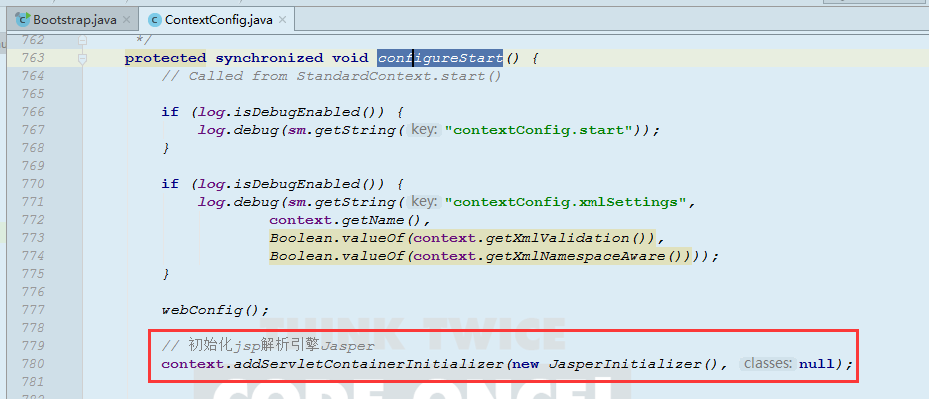 Bootstrap.java × ContextConfig.java ×
762 */
763 protected synchronized void configureStart() {
764 // Called from StandardContext.start()
765
766 if (log.isDebugEnabled()) {
767 log.debug(sm.getString( key: "contextConfig.start"));
768 }
769
770 if (log.isDebugEnabled()) {
771 log.debug(sm.getString( key: "contextConfig.xmlSettings",
772 context.getName(),
773 Boolean.valueOf(context.getXmlValidation()),
774 Boolean.valueOf(context.getXmlNamespaceAware())));
775 }
776
777 webConfig();
778
THINK TWICE
779 // 初始化jsp解析引擎Jasper
780 context.addServletContainerInitializer(new JasperInitializer(), classes: null);
781
CODE ONCE!